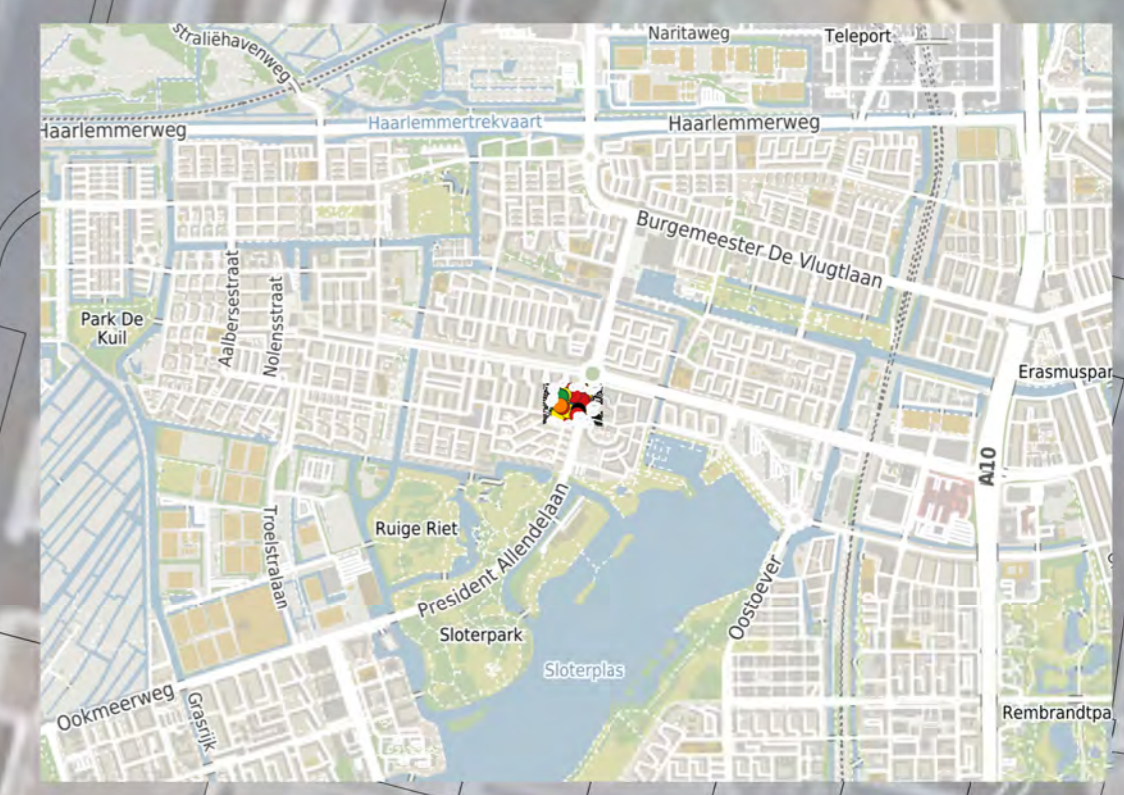 straliëhavenweg
Naritaweg
Teleport
Haarlemmerweg
Haarlemmertrekvaart
Haarlemmerweg
Burgemeester De Vlugtlaan
Aalbersestraat
Nolensstraat
Park De
Kuil
Erasmuspar
A10
Ruige Riet
Troelstralaan
President Allendelaan
Oostoever
Sloterpark
Sloterplas
Ookmeerweg
Grasrijk
Rembrandtpa